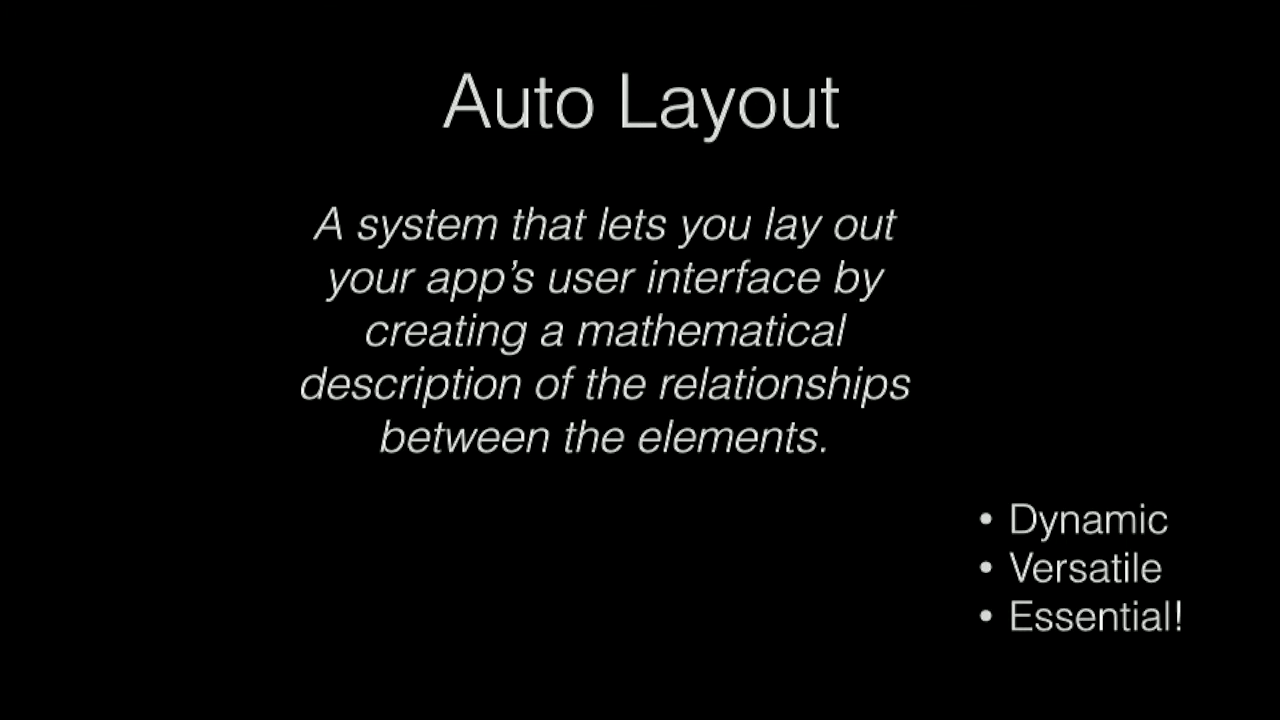 Auto Layout
A system that lets you lay out
your app's user interface by
creating a mathematical
description of the relationships
between the elements.
• Dynamic
• Versatile
• Essential!